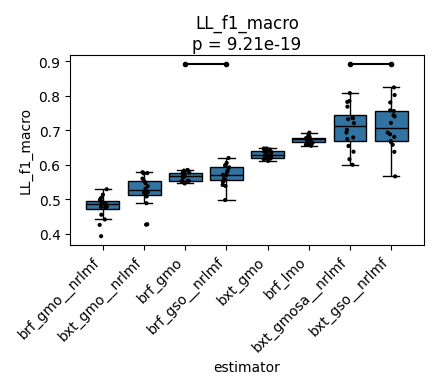 LL_f1_macro
p = 9.21e-19
0.9
0.8
0.7
0.6
0.5
0.4
LL_f1_macro
brf_gmo__nrlmf
bxt_gmo__nrlmf
brf_gmo
brf_gso__nrlmf
bxt_gmo
brf_lmo
bxt_gmosa__nrlmf
bxt_gso__nrlmf
estimator